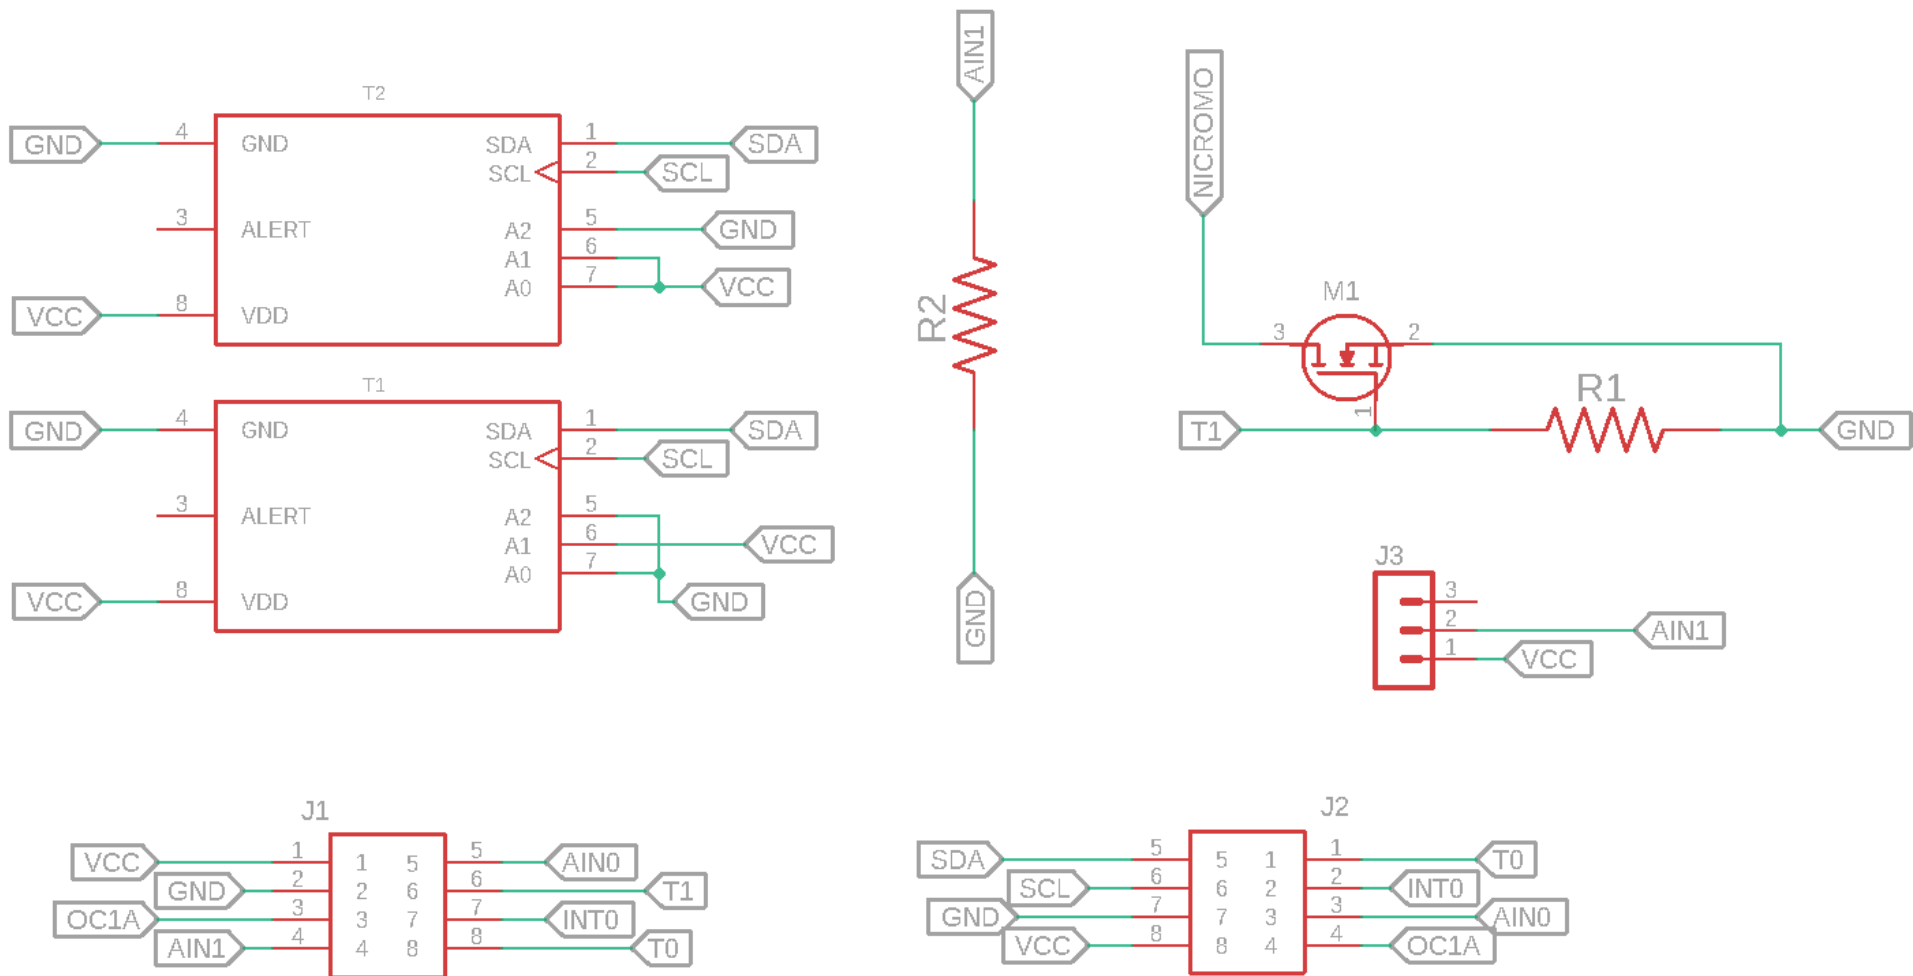 T2
GND 4 GND SDA 1 SDA
SCL 2 SCL
3 ALERT A2 5 GND
A1 6
A0 7 VCC
VCC 8 VDD
T1
GND 4 GND SDA 1 SDA
SCL 2 SCL
3 ALERT A2 5
A1 6 VCC
A0 7
VCC 8 VDD GND
AIN1
R2
GND
NICROMO
M1
3 2
1
T1 R1 GND
J3
3
2 AIN1
1 VCC
J1
VCC 1 1 5 5 AIN0
GND 2 2 6 6 T1
OC1A 3 3 7 7 INT0
AIN1 4 4 8 8 T0
J2
SDA 5 5 1 1 T0
SCL 6 6 2 2 INT0
GND 7 7 3 3 AIN0
VCC 8 8 4 4 OC1A